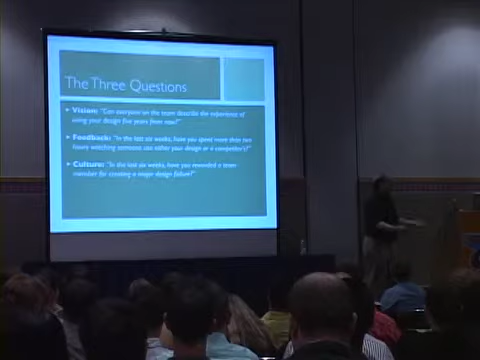 The Three Questions
Vision: "Can everyone on the team describe the experience of
using your design five years from now?"
Feedback: "In the last six weeks, have you spent more than two
hours watching someone use either your design or a competitor's?"
Culture: "In the last six weeks, have you rewarded a team
member for creating a major design failure?"